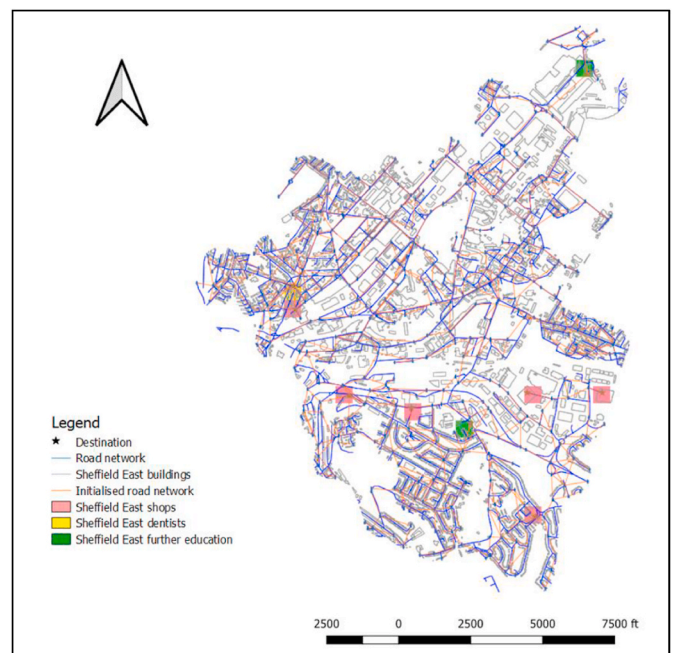 Legend
Destination
Road network
Sheffield East buildings
Initialised road network
Sheffield East shops
Sheffield East dentists
Sheffield East further education
2500 0 2500 5000 7500 ft